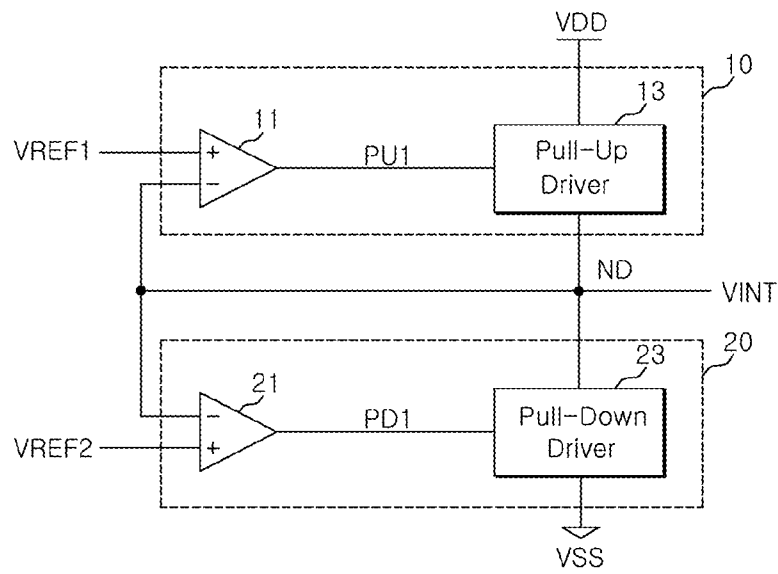 VDD
10
13
11
VREF1
+
−
PU1
Pull-Up
Driver
ND
VINT
20
23
21
−
+
VREF2
PD1
Pull-Down
Driver
VSS